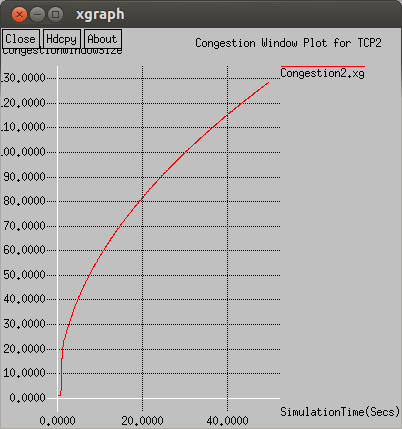 xgraph
Close Hdcpy About
Congestion Window Plot for TCP2
CongestionWindowSize
Congestion2.xg
30.0000
20.0000
10.0000
00.0000
90.0000
80.0000
70.0000
60.0000
50.0000
40.0000
30.0000
20.0000
10.0000
0.0000
SimulationTime(Secs)
0.0000 20.0000 40.0000